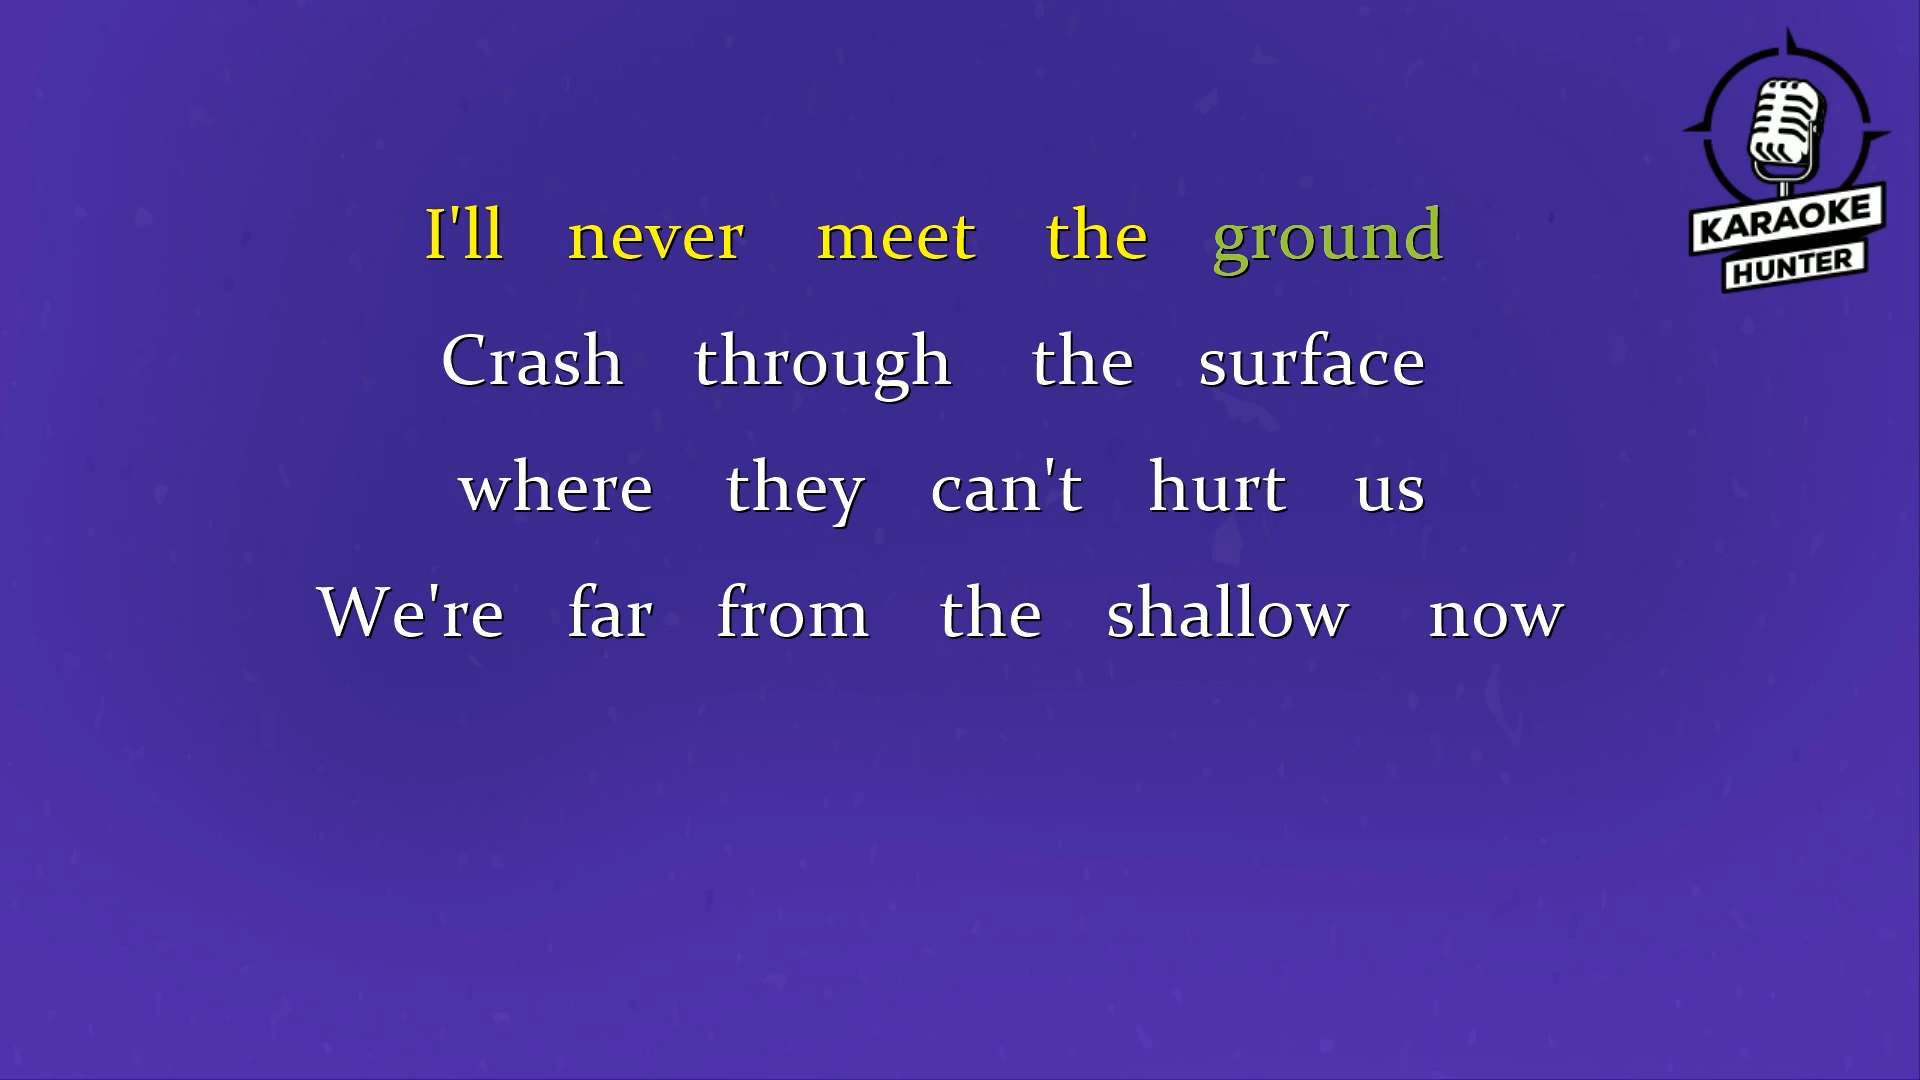 I'll never meet the ground
Crash through the surface
where they can't hurt us
We're far from the shallow now
KARAOKE
HUNTER